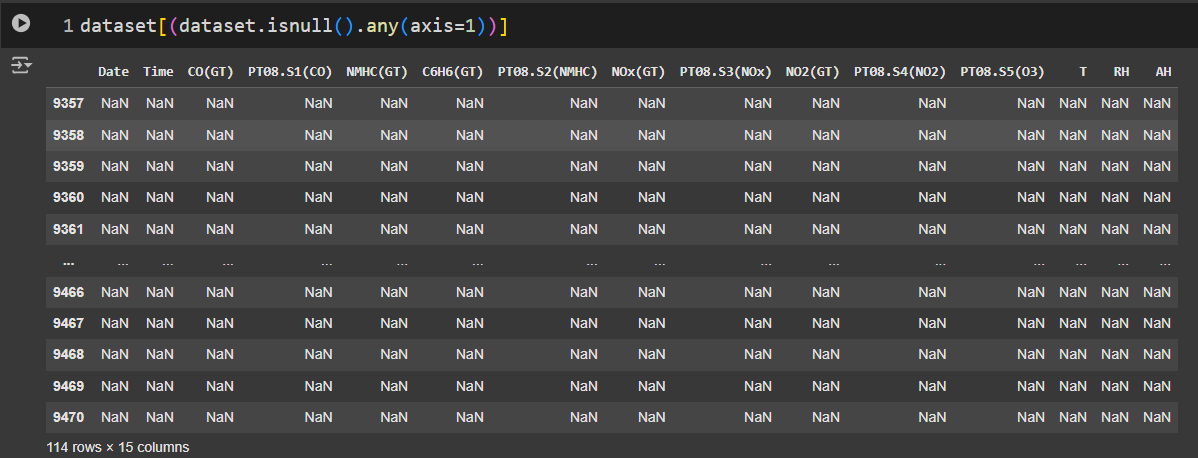 1 dataset[(dataset.isnull().any(axis=1))]
Date Time CO(GT) PT08.S1(CO) NMHC(GT) C6H6(GT) PT08.S2(NMHC) NOx(GT) PT08.S3(NOx) NO2(GT) PT08.S4(NO2) PT08.S5(O3) T RH AH
9357 NaN NaN NaN NaN NaN NaN NaN NaN NaN NaN NaN NaN NaN NaN NaN
9358 NaN NaN NaN NaN NaN NaN NaN NaN NaN NaN NaN NaN NaN NaN NaN
9359 NaN NaN NaN NaN NaN NaN NaN NaN NaN NaN NaN NaN NaN NaN NaN
9360 NaN NaN NaN NaN NaN NaN NaN NaN NaN NaN NaN NaN NaN NaN NaN
9361 NaN NaN NaN NaN NaN NaN NaN NaN NaN NaN NaN NaN NaN NaN NaN
... ... ... ... ... ... ... ... ... ... ... ... ... ... ... ...
9466 NaN NaN NaN NaN NaN NaN NaN NaN NaN NaN NaN NaN NaN NaN NaN
9467 NaN NaN NaN NaN NaN NaN NaN NaN NaN NaN NaN NaN NaN NaN NaN
9468 NaN NaN NaN NaN NaN NaN NaN NaN NaN NaN NaN NaN NaN NaN NaN
9469 NaN NaN NaN NaN NaN NaN NaN NaN NaN NaN NaN NaN NaN NaN NaN
9470 NaN NaN NaN NaN NaN NaN NaN NaN NaN NaN NaN NaN NaN NaN NaN
114 rows × 15 columns